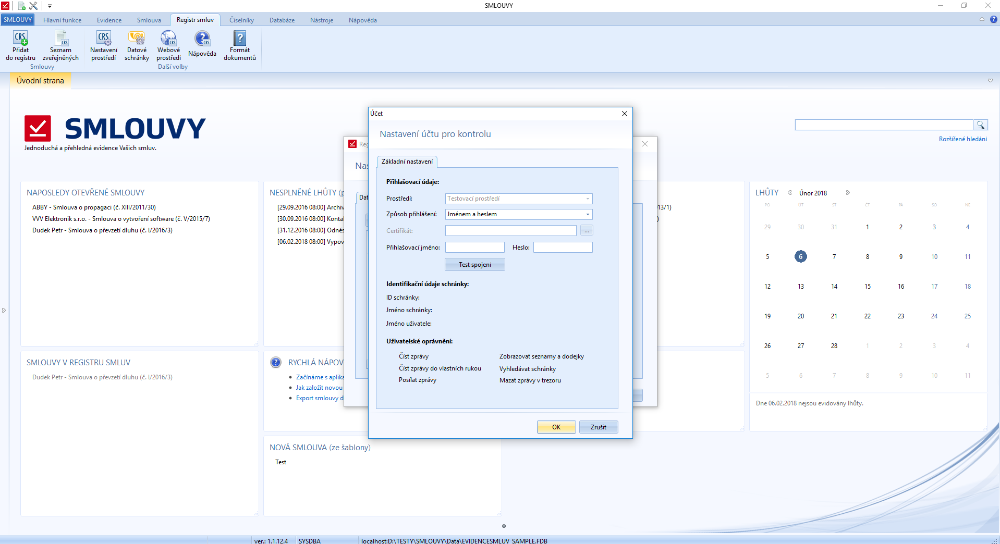 SMLOUVY
SMLOUVY Hlavní funkce Evidence Smlouva Registr smluv Číselníky Databáze Nástroje Nápověda
CRS CRS CRS CRS CRS
Přidat do registru
Seznam zveřejněných
Nastavení prostředí
Datové schránky
Webové prostředí
Nápověda
Formát dokumentů
Smlouvy
Další volby
Úvodní strana
SMLOUVY
Jednoduchá a přehledná evidence Vašich smluv.
Rozšířené hledání
NAPOSLEDY OTEVŘENÉ SMLOUVY
ABBY - Smlouva o propagaci (č. XIII/2011/30)
VVV Elektronik s.r.o. - Smlouva o vytvoření software (č. V/2015/7)
Dudek Petr - Smlouva o převzetí dluhu (č. I/2016/3)
NESPLNĚNÉ LHŮTY (p
[29.09.2016 08:00] Archiv
[30.09.2016 08:00] Konta
[31.12.2016 08:00] Odnés
[06.02.2018 08:00] Vypov
13/1)
)
Reg
Nas
Dat
Účet
Nastavení účtu pro kontrolu
Základní nastavení
Přihlašovací údaje:
Prostředí: Testovací prostředí
Způsob přihlášení: Jménem a heslem
Certifikát: ...
Přihlašovací jméno: Heslo:
Test spojení
Identifikační údaje schránky:
ID schránky:
Jméno schránky:
Jméno uživatele:
Uživatelské oprávnění:
Číst zprávy Zobrazovat seznamy a dodejky
Číst zprávy do vlastních rukou Vyhledávat schránky
Posílat zprávy Mazat zprávy v trezoru
OK Zrušit
LHŮTY Únor 2018
PO ÚT ST ČT PÁ SO NE
29 30 31 1 2 3 4
5 6 7 8 9 10 11
12 13 14 15 16 17 18
19 20 21 22 23 24 25
26 27 28 1 2 3 4
5 6 7 8 9 10 11
Dne 06.02.2018 nejsou evidovány lhůty.
SMLOUVY V REGISTRU SMLUV
Dudek Petr - Smlouva o převzetí dluhu (č. I/2016/3)
RYCHLÁ NÁPOV
• Začínáme s aplika
• Jak založit novou
• Export smlouvy d
NOVÁ SMLOUVA (ze šablony)
Test
ver.: 1.1.12.4 SYSDBA localhost:D:\TESTY\SMLOUVY\Data\EVIDENCESMLUV_SAMPLE.FDB